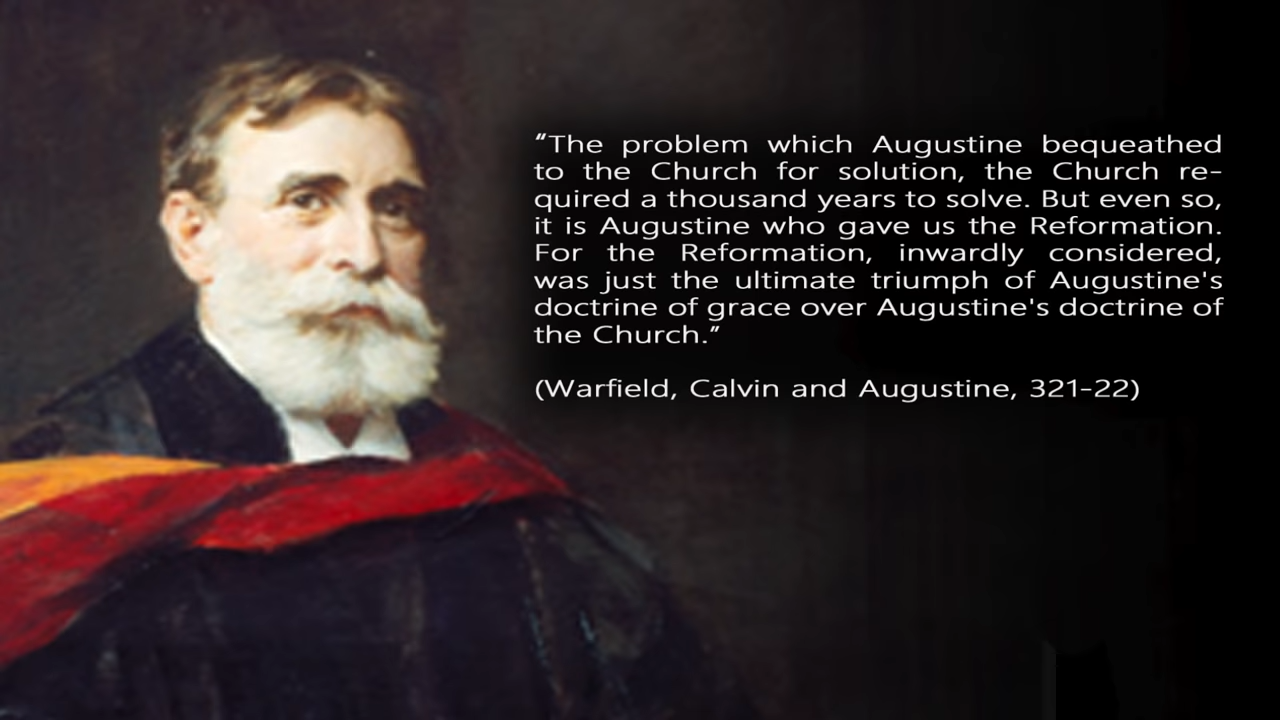 “The problem which Augustine bequeathed
to the Church for solution, the Church re-
quired a thousand years to solve. But even so,
it is Augustine who gave us the Reformation.
For the Reformation, inwardly considered,
was just the ultimate triumph of Augustine's
doctrine of grace over Augustine's doctrine of
the Church.”
(Warfield, Calvin and Augustine, 321-22)